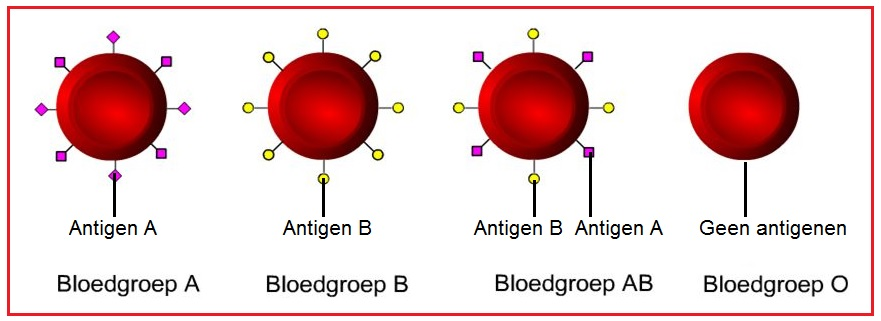 Antigen A
Antigen B
Antigen B Antigen A
Geen antigenen
Bloedgroep A
Bloedgroep B
Bloedgroep AB
Bloedgroep O